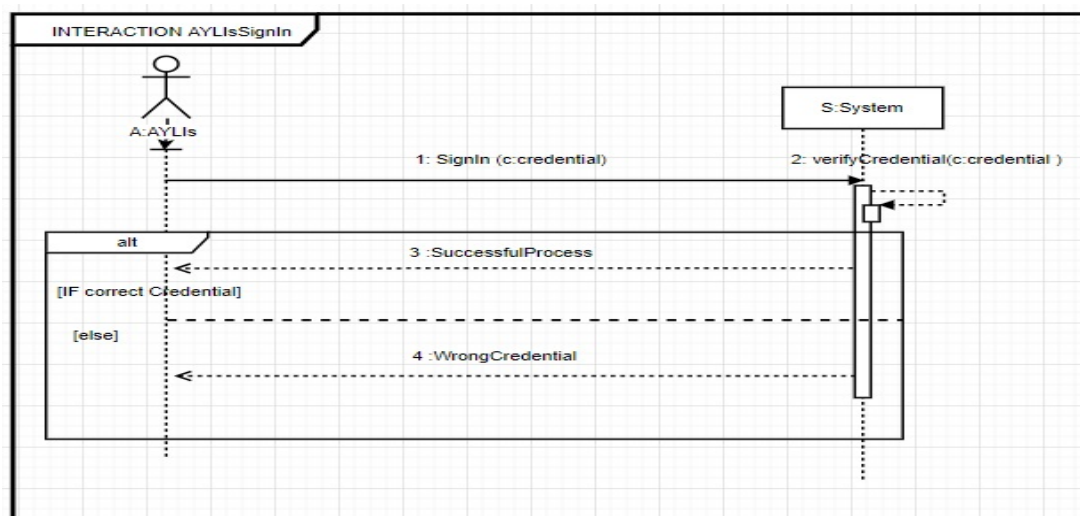 INTERACTION AYLIsSignIn
A:AYLIs
S:System
1: SignIn (c:credential)
2: verifyCredential(c:credential )
alt
3 :SuccessfulProcess
[IF correct Credential]
[else]
4 :WrongCredential